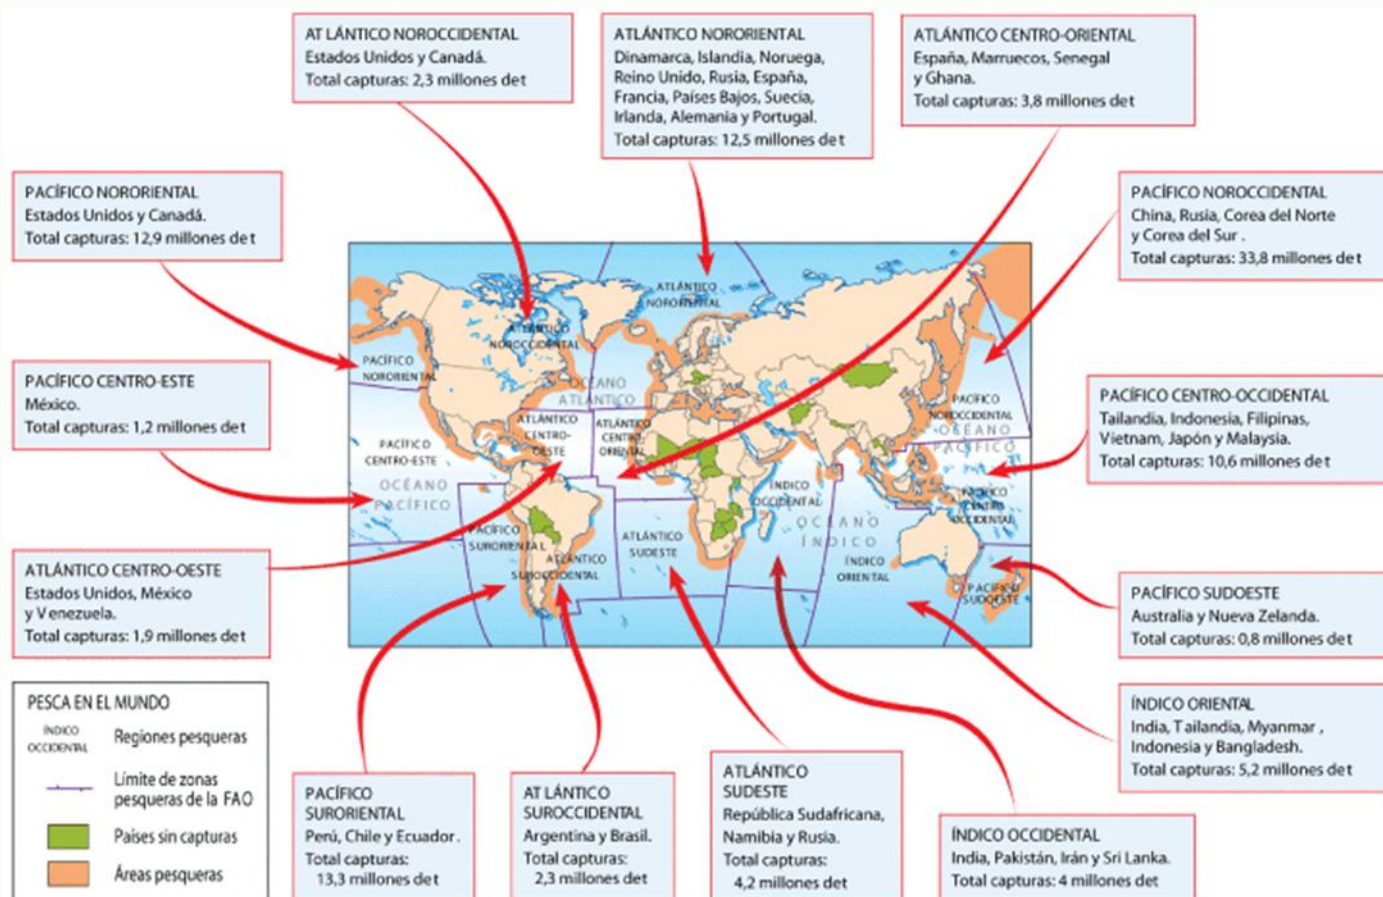 AT LÁNTICO NOROCCIDENTAL
Estados Unidos y Canadá.
Total capturas: 2,3 millones de t
ATLÁNTICO NORORIENTAL
Dinamarca, Islandia, Noruega,
Reino Unido, Rusia, España,
Francia, Países Bajos, Suecia,
Irlanda, Alemania y Portugal.
Total capturas: 12,5 millones de t
ATLÁNTICO CENTRO-ORIENTAL
España, Marruecos, Senegal
y Ghana.
Total capturas: 3,8 millones de t
PACÍFICO NORORIENTAL
Estados Unidos y Canadá.
Total capturas: 12,9 millones de t
PACÍFICO NOROCCIDENTAL
China, Rusia, Corea del Norte
y Corea del Sur .
Total capturas: 33,8 millones de t
PACÍFICO CENTRO-ESTE
México.
Total capturas: 1,2 millones de t
PACÍFICO CENTRO-OCCIDENTAL
Tailandia, Indonesia, Filipinas,
Vietnam, Japón y Malaysia.
Total capturas: 10,6 millones de t
ATLÁNTICO
NORORIENTAL
ATLÁNTICO
NOROCCIDENTAL
PACÍFICO
NORORIENTAL
OCÉANO
ATLÁNTICO
ATLÁNTICO
CENTRO-
OESTE
ATLÁNTICO
CENTRO-
ORIENTAL
PACÍFICO
NOROCCIDENTAL
OCÉANO
PACÍFICO
PACÍFICO
CENTRO-ESTE
OCÉANO
PACÍFICO
ÍNDICO
OCCIDENTAL
PACÍFICO
CENTRO
OCCIDENTAL
OCÉANO
ÍNDICO
PACÍFICO
SURORIENTAL
ATLÁNTICO
SUROCCIDENTAL
ATLÁNTICO
SUDESTE
ÍNDICO
ORIENTAL
PACÍFICO
SUDOESTE
ATLÁNTICO CENTRO-OESTE
Estados Unidos, México
y Venezuela.
Total capturas: 1,9 millones de t
PACÍFICO SUDOESTE
Australia y Nueva Zelanda.
Total capturas: 0,8 millones de t
ÍNDICO ORIENTAL
India, Tailandia, Myanmar ,
Indonesia y Bangladesh.
Total capturas: 5,2 millones de t
PESCA EN EL MUNDO
ÍNDICO
OCCIDENTAL
Regiones pesqueras
Límite de zonas
pesqueras de la FAO
Países sin capturas
Áreas pesqueras
PACÍFICO
SURORIENTAL
Perú, Chile y Ecuador .
Total capturas:
13,3 millones de t
AT LÁNTICO
SUROCCIDENTAL
Argentina y Brasil.
Total capturas:
2,3 millones de t
ATLÁNTICO
SUDESTE
República Sudafricana,
Namibia y Rusia.
Total capturas:
4,2 millones de t
ÍNDICO OCCIDENTAL
India, Pakistán, Irán y Sri Lanka.
Total capturas: 4 millones de t